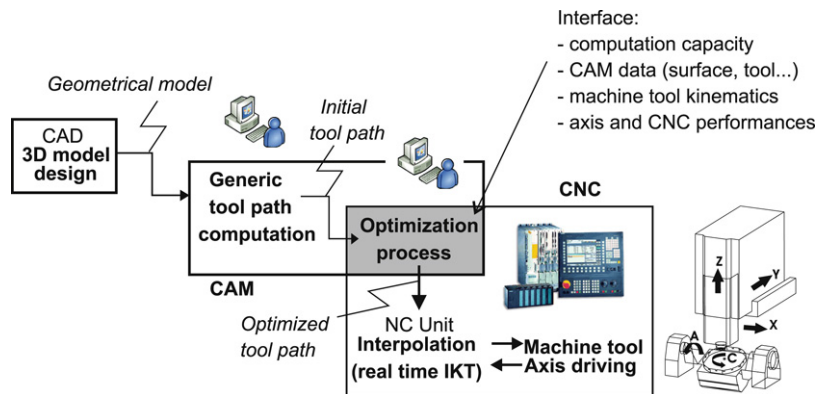 Interface:
- computation capacity
- CAM data (surface, tool...)
- machine tool kinematics
- axis and CNC performances
Geometrical model
Initial
tool path
CAD
3D model
design
Generic
tool path
computation
CAM
Optimization
process
CNC
Optimized
tool path
NC Unit
Interpolation
(real time IKT)
Machine tool
Axis driving
Z
Y
X
A
C